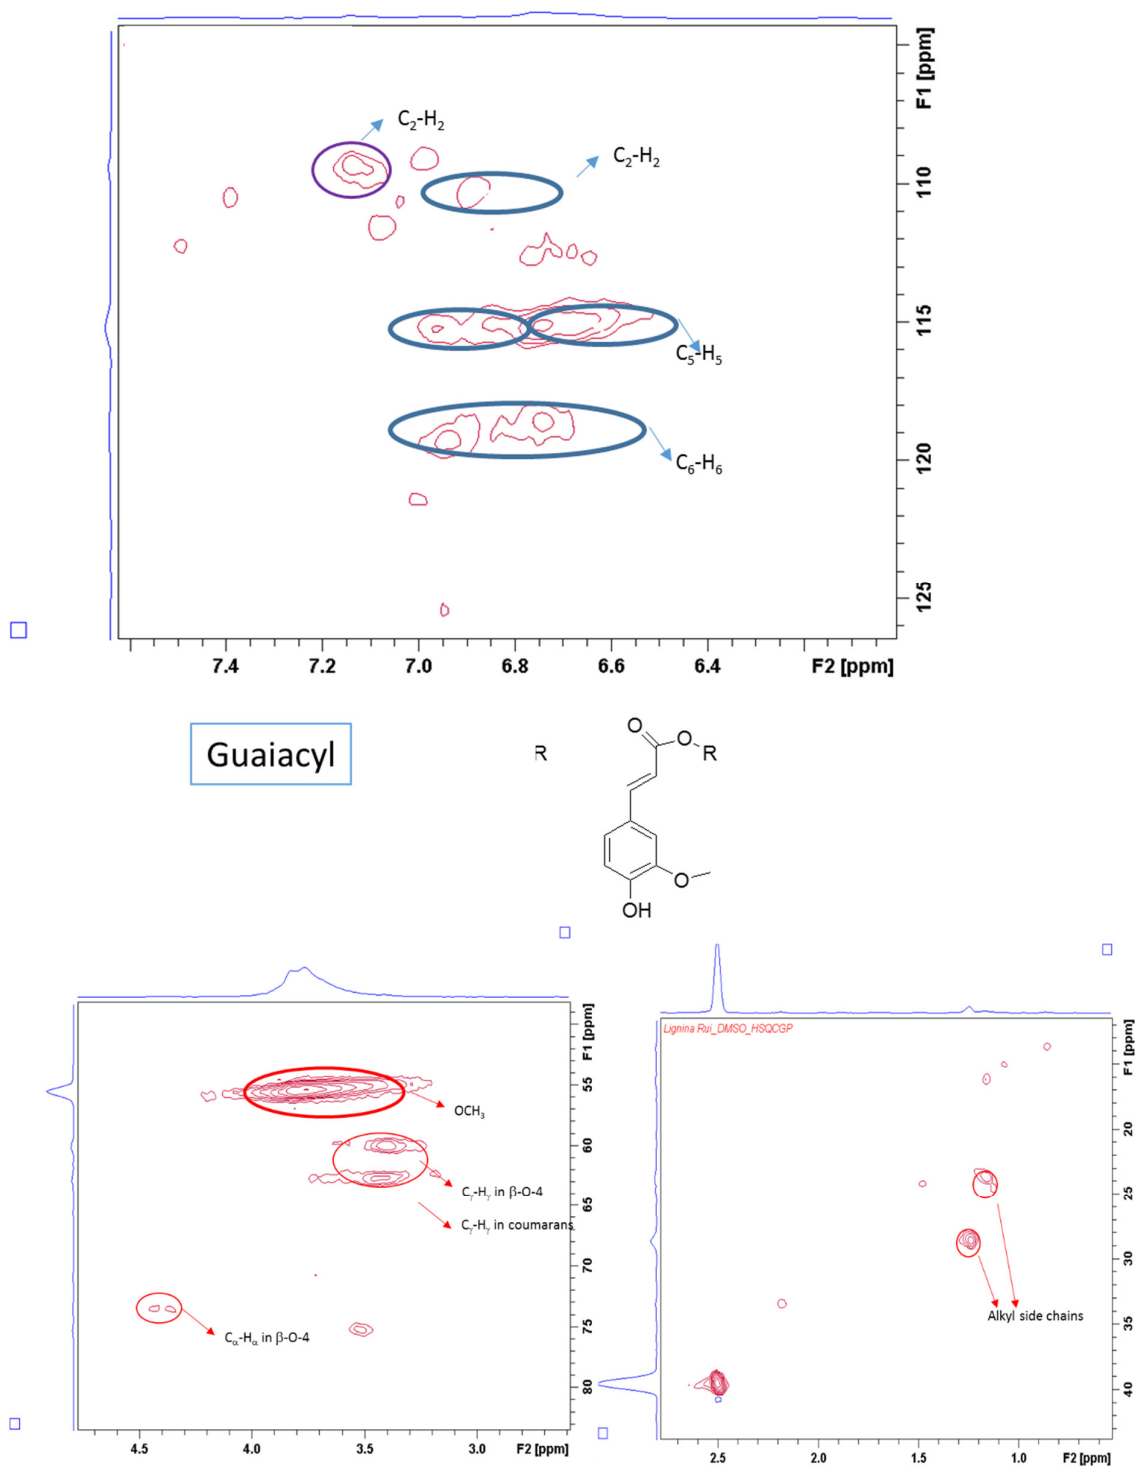 C₂-H₂
C₂-H₂
C₅-H₅
C₆-H₆
110
115
120
125
F1 [ppm]
7.4 7.2 7.0 6.8 6.6 6.4 F2 [ppm]
Guaiacyl
R
O
O
R
O
OH
OCH₃
Cᵧ-Hᵧ in β-O-4
Cᵧ-Hᵧ in coumarans
Cα-Hα in β-O-4
F1 [ppm]
55
60
65
70
75
80
4.5 4.0 3.5 3.0 F2 [ppm]
Lignina Rui_DMSO_HSQCGP
Alkyl side chains
F1 [ppm]
20
25
30
35
40
2.5 2.0 1.5 1.0 F2 [ppm]